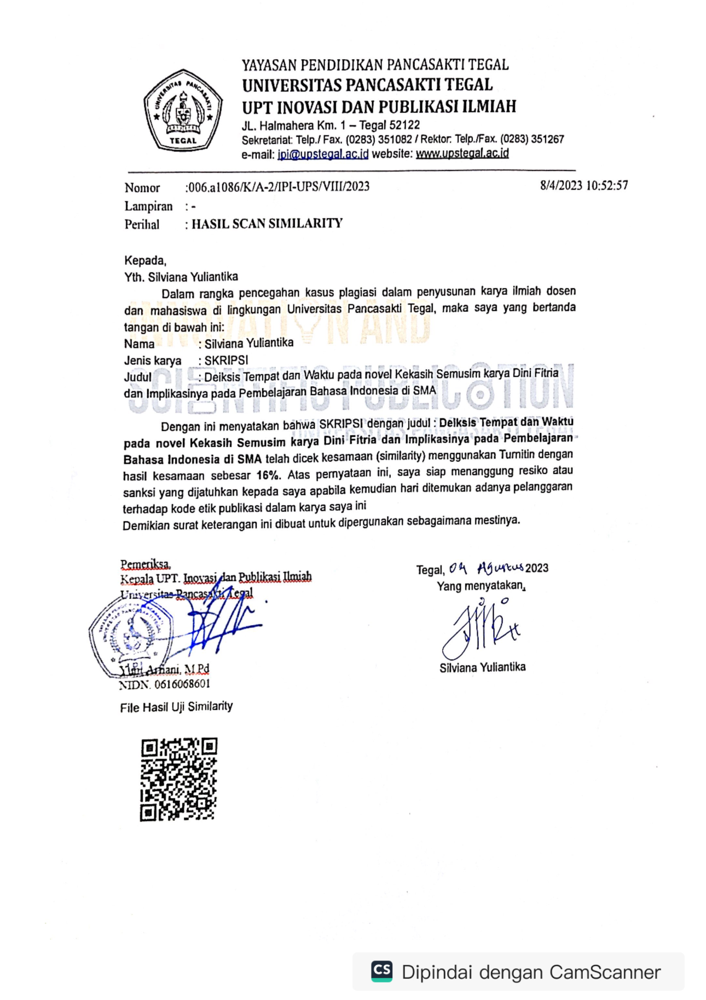 UNIVERSITAS PANCASAKTI
TEGAL
YAYASAN PENDIDIKAN PANCASAKTI TEGAL
UNIVERSITAS PANCASAKTI TEGAL
UPT INOVASI DAN PUBLIKASI ILMIAH
JL. Halmahera Km. 1 – Tegal 52122
Sekretariat: Telp./ Fax. (0283) 351082 / Rektor: Telp./Fax. (0283) 351267
e-mail: ipi@upstegal.ac.id website: www.upstegal.ac.id
Nomor :006.a1086/K/A-2/IPI-UPS/VIII/2023 8/4/2023 10:52:57
Lampiran : -
Perihal : HASIL SCAN SIMILARITY
Kepada,
Yth. Silviana Yuliantika
Dalam rangka pencegahan kasus plagiasi dalam penyusunan karya ilmiah dosen
dan mahasiswa di lingkungan Universitas Pancasakti Tegal, maka saya yang bertanda
tangan di bawah ini:
INNOVATION AND
Nama : Silviana Yuliantika
Jenis karya : SKRIPSI
Judul : Deiksis Tempat dan Waktu pada novel Kekasih Semusim karya Dini Fitria
dan Implikasinya pada Pembelajaran Bahasa Indonesia di SMA
SCIENTIFIC PUBLICATION
UNIVERSITAS PANCASAKTI TEGAL
Dengan ini menyatakan bahwa SKRIPSI dengan judul : Deiksis Tempat dan Waktu
pada novel Kekasih Semusim karya Dini Fitria dan Implikasinya pada Pembelajaran
Bahasa Indonesia di SMA telah dicek kesamaan (similarity) menggunakan Turnitin dengan
hasil kesamaan sebesar 16%. Atas pernyataan ini, saya siap menanggung resiko atau
sanksi yang dijatuhkan kepada saya apabila kemudian hari ditemukan adanya pelanggaran
terhadap kode etik publikasi dalam karya saya ini
Demikian surat keterangan ini dibuat untuk dipergunakan sebagaimana mestinya.
Pemeriksa,
Kepala UPT. Inovasi dan Publikasi Ilmiah
Universitas Pancasakti Tegal
M.Pd
NIDN. 0616068601
Tegal, 04 Agustus 2023
Yang menyatakan,
Silviana Yuliantika
File Hasil Uji Similarity
CS Dipindai dengan CamScanner